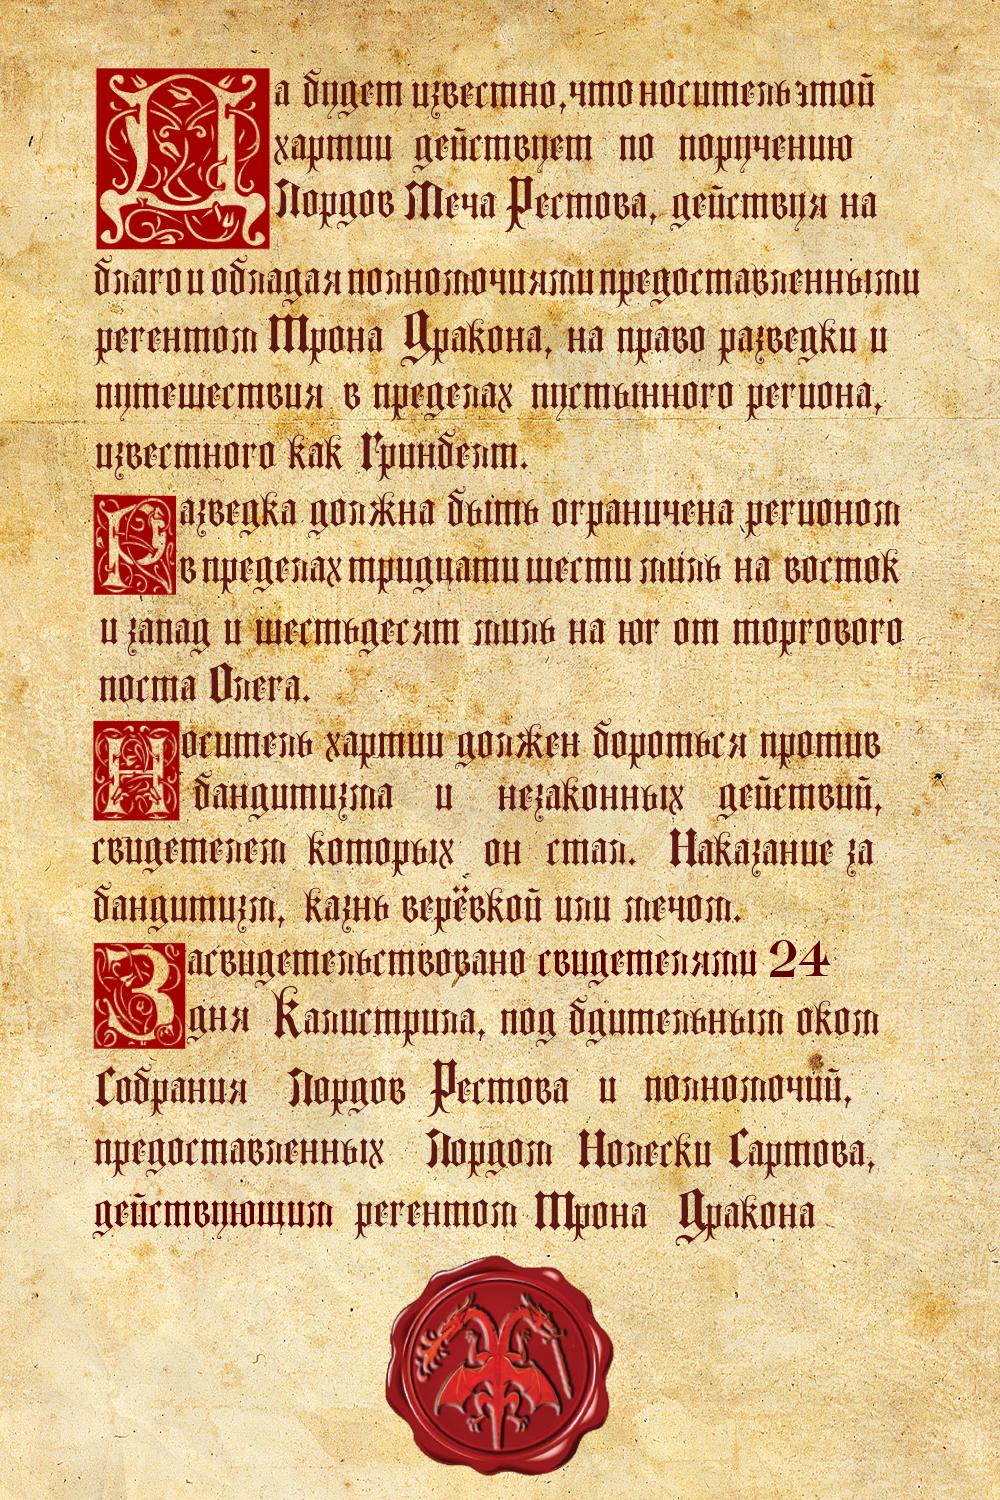 Да будет известно, что носитель этой
хартии действует по поручению
Лордов Меча Рестова, действуя на
благо и обладая полномочиями предоставленными
регентом Трона Дракона, на право разведки и
путешествия в пределах пустынного региона,
известного как Гринбелт.
Разведка должна быть ограничена регионом
в пределах тридцати шести миль на восток
и запад и шестьдесят миль на юг от торгового
поста Олега.
Носитель хартии должен бороться против
бандитизма и незаконных действий,
свидетелем которых он стал. Наказание за
бандитизм, казнь верёвкой или мечом.
Засвидетельствовано свидетелями 24
дня Калистрила, под бдительным оком
Собрания Лордов Рестова и полномочий,
предоставленных Лордом Нолески Сартова,
действующим регентом Трона Дракона